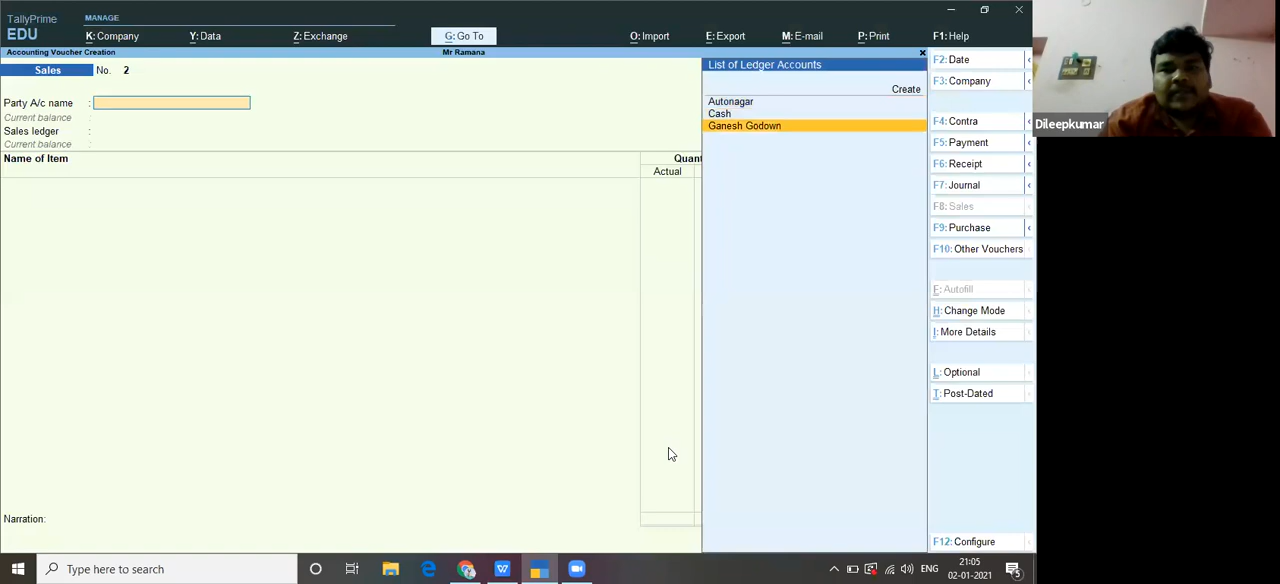 TallyPrime
EDU
MANAGE
K: Company
Y: Data
Z: Exchange
G: Go To
O: Import
E: Export
M: E-mail
P: Print
F1: Help
Accounting Voucher Creation
Mr Ramana
Sales
No. 2
Party A/c name :
Current balance :
Sales ledger :
Current balance :
Name of Item
Quant
Actual
Narration:
List of Ledger Accounts
Create
Autonagar
Cash
Ganesh Godown
F2: Date
F3: Company
F4: Contra
F5: Payment
F6: Receipt
F7: Journal
F8: Sales
F9: Purchase
F10: Other Vouchers
F: Autofill
H: Change Mode
I: More Details
L: Optional
T: Post-Dated
F12: Configure
Dileepkumar
Type here to search
ENG
21:05
02-01-2021
5